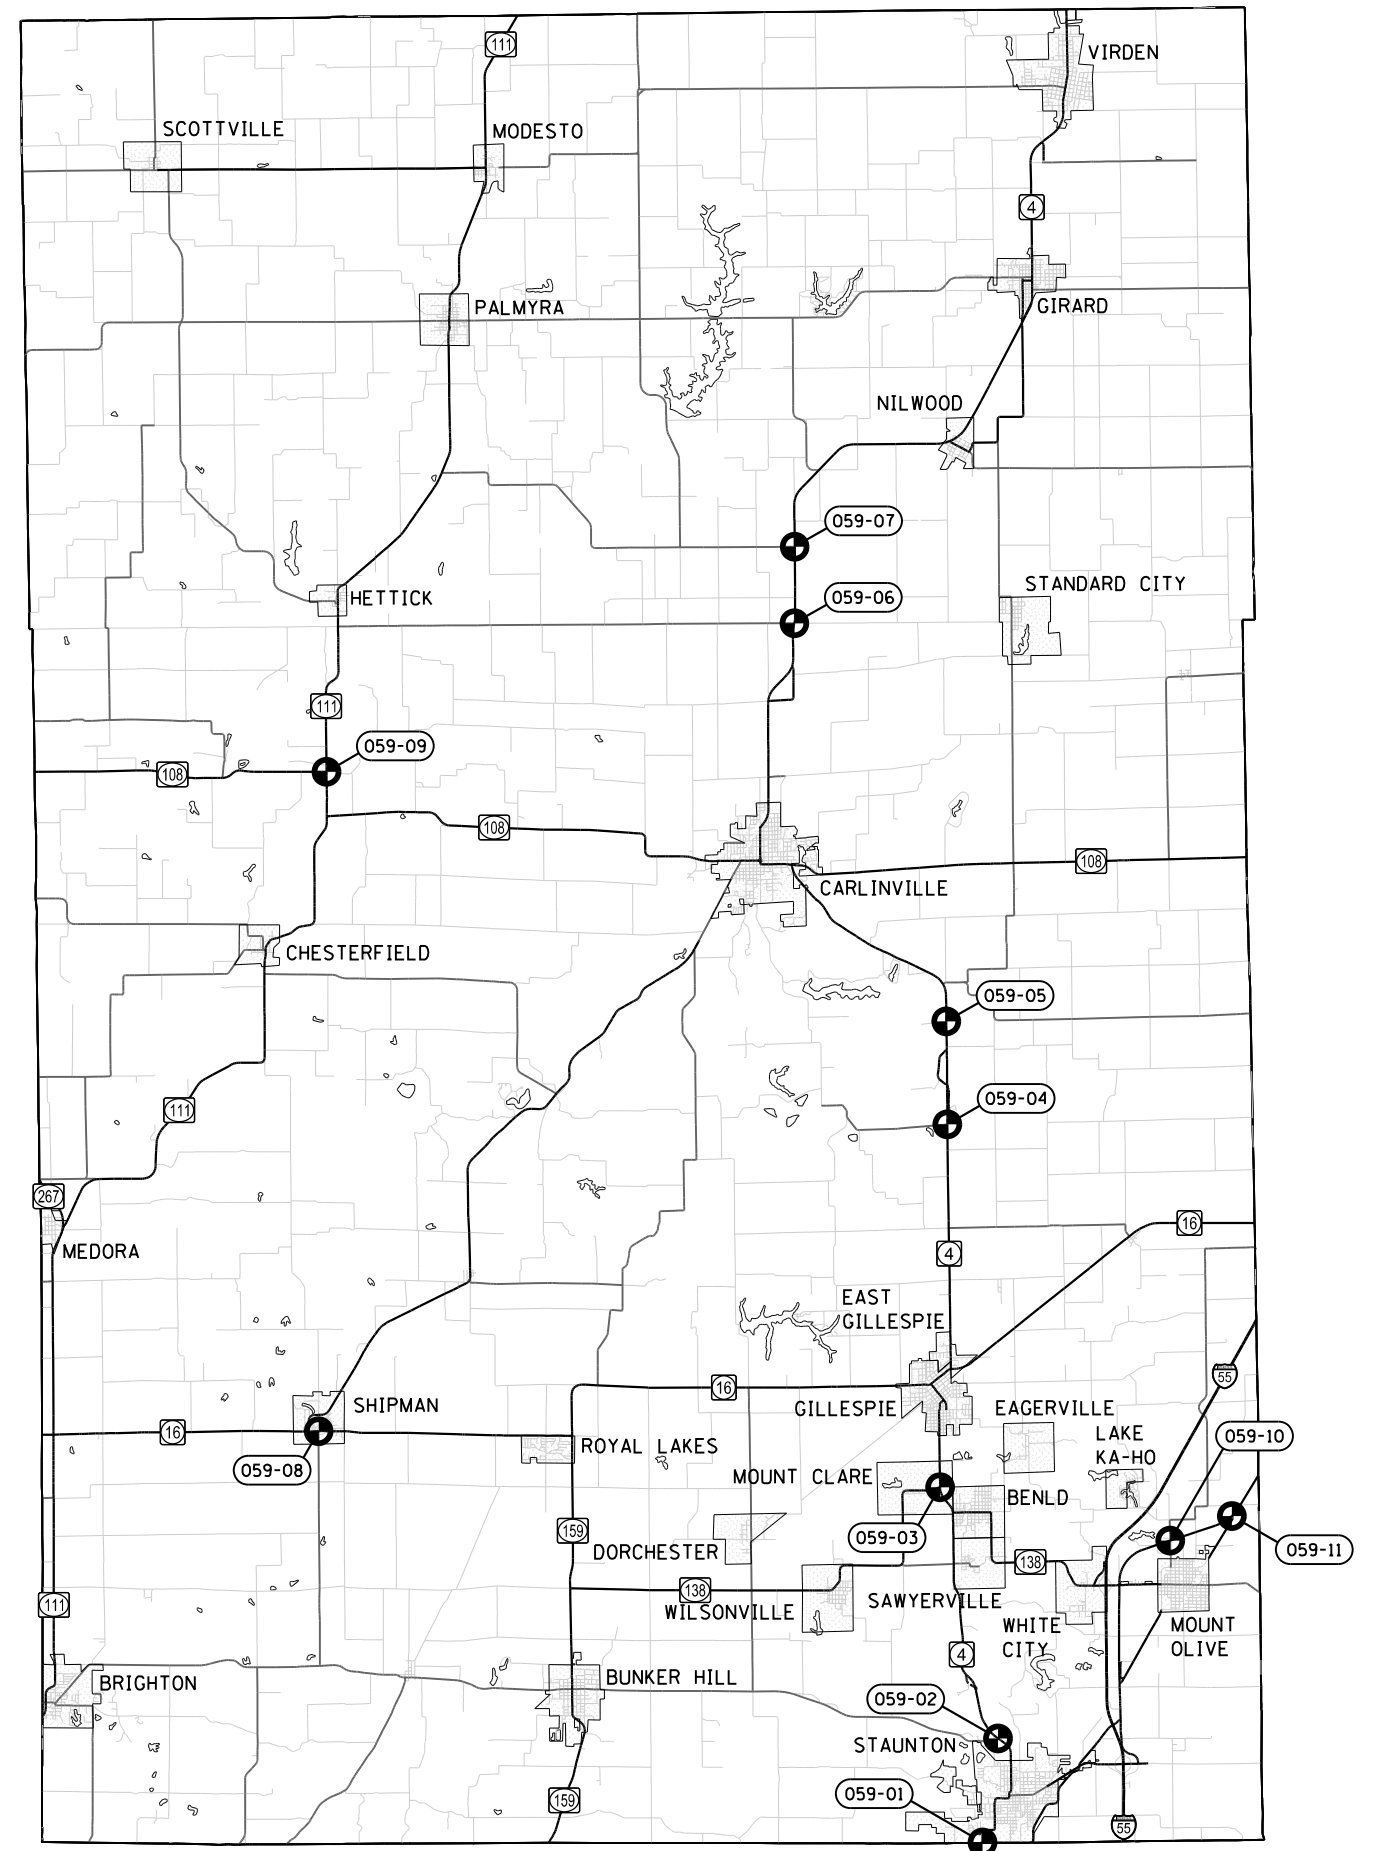 111
VIRDEN
SCOTTVILLE
MODESTO
4
PALMYRA
GIRARD
NILWOOD
059-07
STANDARD CITY
059-06
HETTICK
111
059-09
108
108
108
CARLINVILLE
CHESTERFIELD
059-05
059-04
111
267
16
MEDORA
4
EAST
GILLESPIE
55
16
SHIPMAN
GILLESPIE
EAGERVILLE
16
LAKE
KA-HO
059-10
ROYAL LAKES
059-08
MOUNT CLARE
BENLD
159
059-03
DORCHESTER
059-11
138
138
111
WILSONVILLE
SAWYERVILLE
WHITE
CITY
MOUNT
OLIVE
4
BRIGHTON
BUNKER HILL
059-02
STAUNTON
059-01
159
55